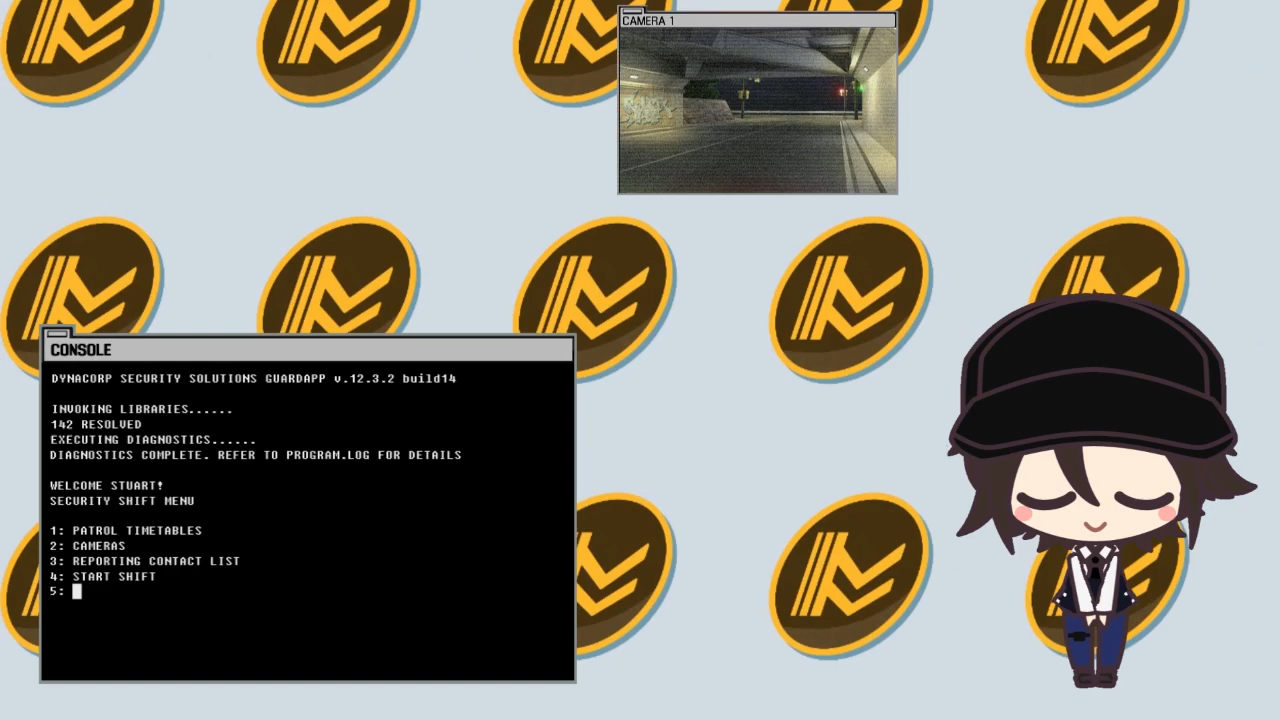 CAMERA 1
CONSOLE
DYNACORP SECURITY SOLUTIONS GUARDAPP v.12.3.2 build14
INVOKING LIBRARIES......
142 RESOLVED
EXECUTING DIAGNOSTICS......
DIAGNOSTICS COMPLETE. REFER TO PROGRAM.LOG FOR DETAILS
WELCOME STUART!
SECURITY SHIFT MENU
1: PATROL TIMETABLES
2: CAMERAS
3: REPORTING CONTACT LIST
4: START SHIFT
5: